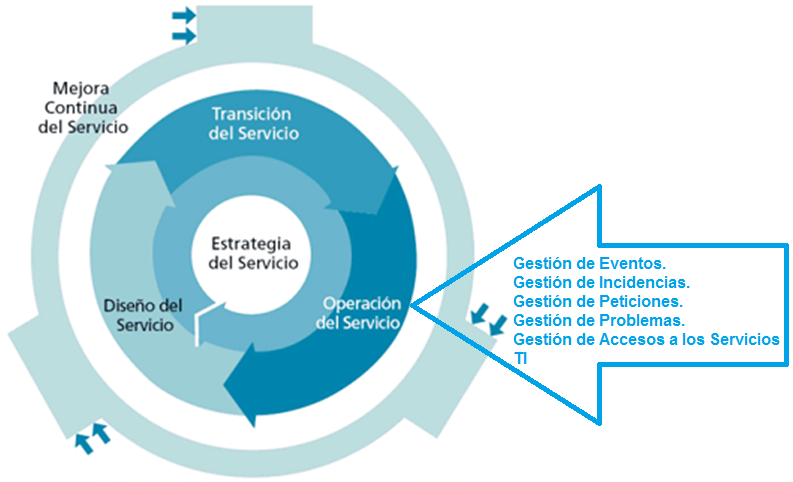 Mejora
Continua
del Servicio
Transición
del Servicio
Estrategia
del Servicio
Diseño del
Servicio
Operación
del Servicio
Gestión de Eventos.
Gestión de Incidencias.
Gestión de Peticiones.
Gestión de Problemas.
Gestión de Accesos a los Servicios
TI